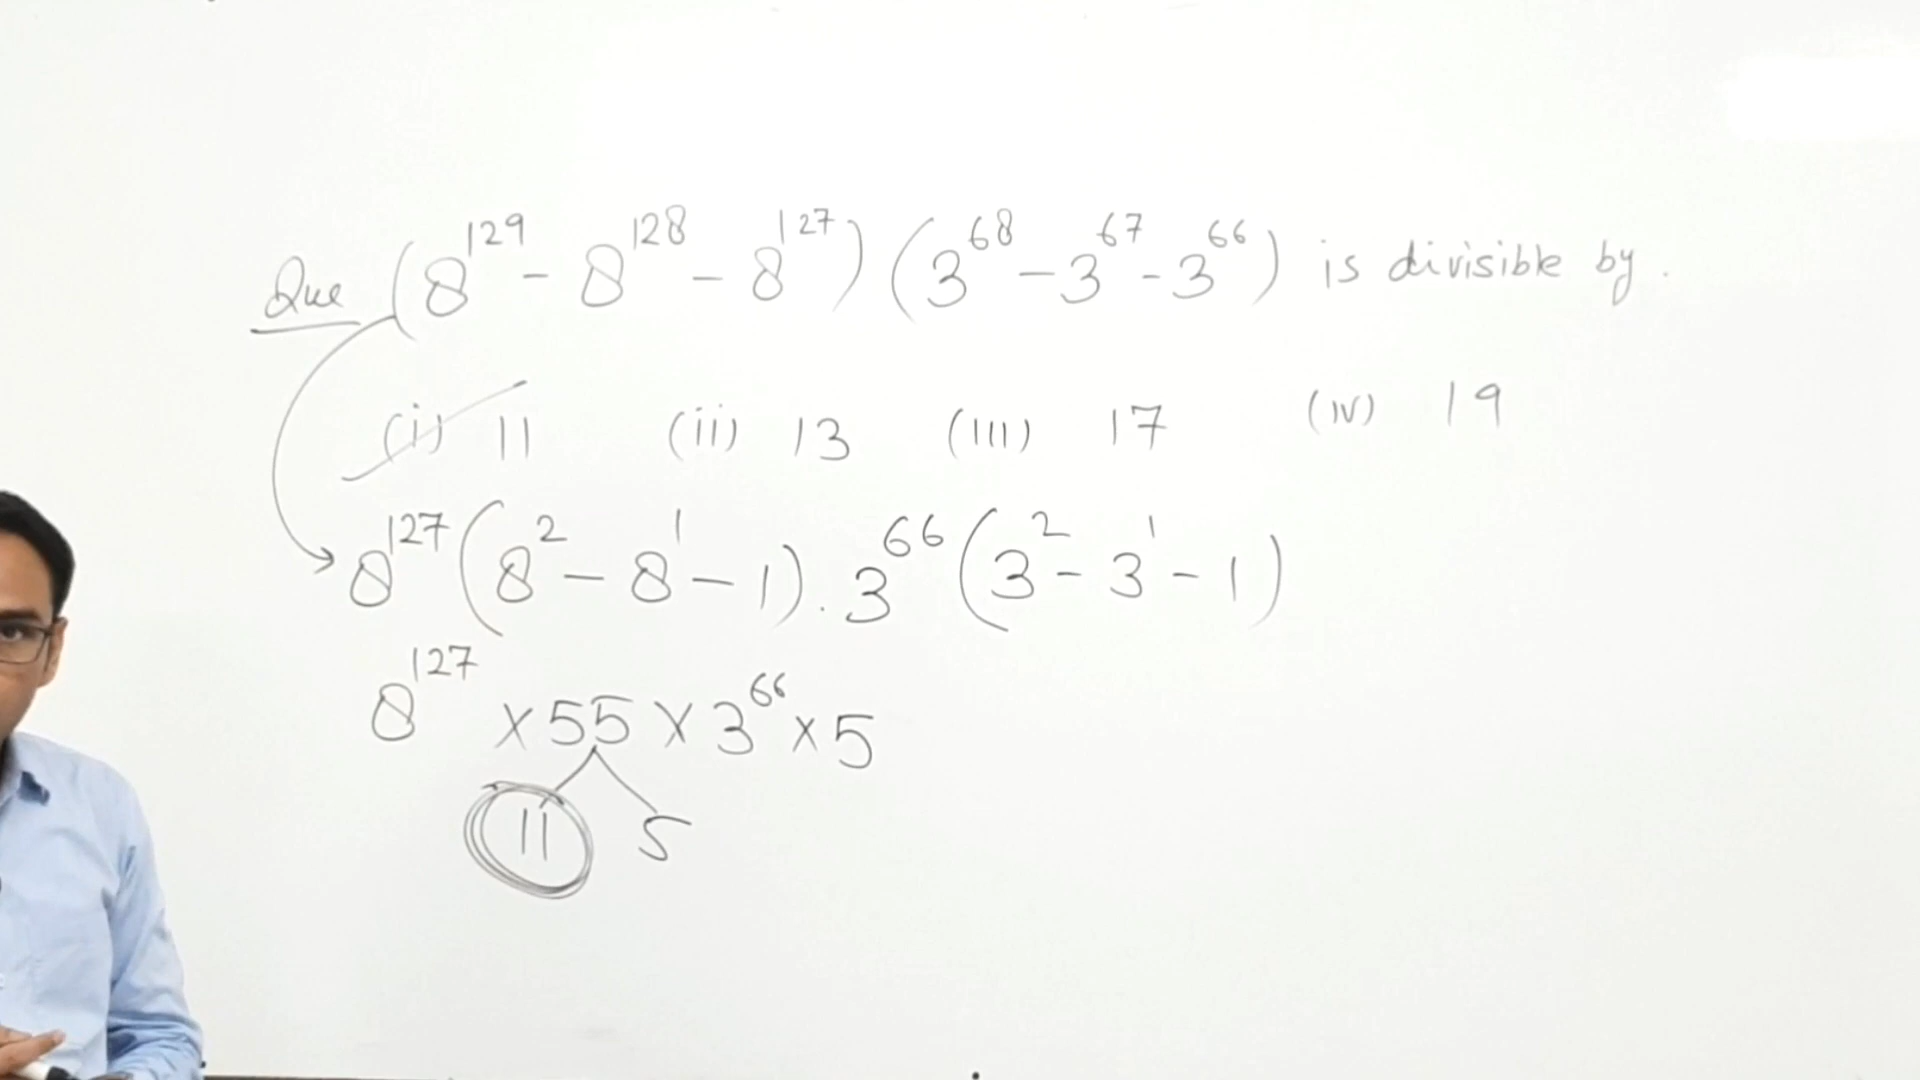 Que (8^129 - 8^128 - 8^127) (3^68 - 3^67 - 3^66) is divisible by.
(i) 11 (ii) 13 (III) 17 (IV) 19
8^127 (8^2 - 8^1 - 1) . 3^66 (3^2 - 3^1 - 1)
8^127 × 55 × 3^66 × 5
11 5